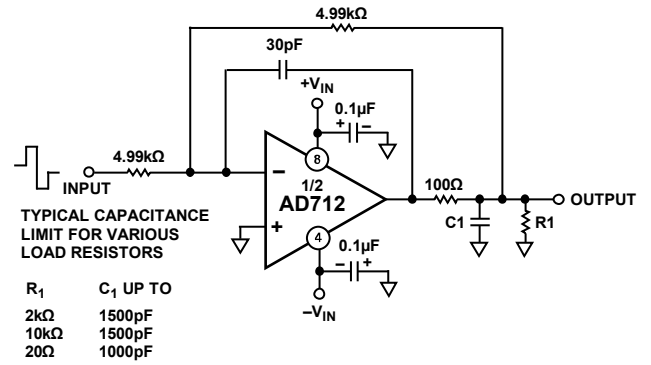 4.99kΩ
30pF
+VIN
0.1µF
+ –
4.99kΩ
8
–
1/2
AD712
100Ω
OUTPUT
INPUT
+
C1
R1
TYPICAL CAPACITANCE
LIMIT FOR VARIOUS
LOAD RESISTORS
4
0.1µF
– +
–VIN
R1 C1 UP TO
2kΩ 1500pF
10kΩ 1500pF
20Ω 1000pF